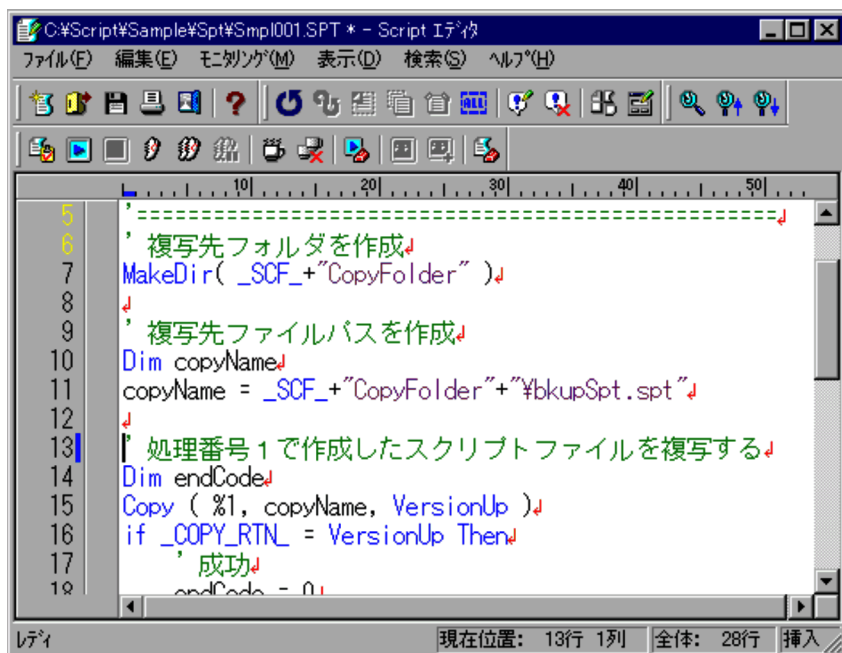 C:¥Script¥Sample¥Spt¥Smpl001.SPT * - Script ｴﾃﾞｨﾀ
ﾌｧｲﾙ(F) 編集(E) ﾓﾆﾀﾘﾝｸﾞ(M) 表示(D) 検索(S) ﾍﾙﾌﾟ(H)
ALL
10 20 30 40 50
5 '==================================================
6 ' 複写先フォルダを作成
7 MakeDir( _SCF_+"CopyFolder" )
8
9 ' 複写先ファイルパスを作成
10 Dim copyName
11 copyName = _SCF_+"CopyFolder"+"¥bkupSpt.spt"
12
13 ' 処理番号１で作成したスクリプトファイルを複写する
14 Dim endCode
15 Copy ( %1, copyName, VersionUp )
16 if _COPY_RTN_ = VersionUp Then
17 ' 成功
18 endCode = 0
ﾚﾃﾞｨ 現在位置: 13行 1列 全体: 28行 挿入